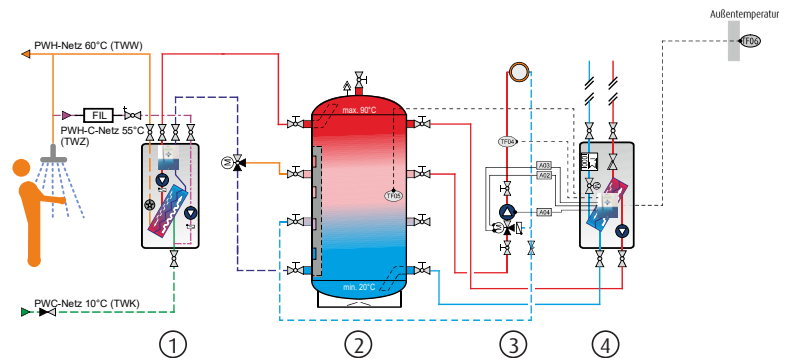 Außentemperatur
TF06
PWH-Netz 60°C (TWW)
FIL
PWH-C-Netz 55°C
(TWZ)
max. 90°C
TF04
A03
A02
A04
TF05
M
M
min. 20°C
PWC-Netz 10°C (TWK)
1
2
3
4